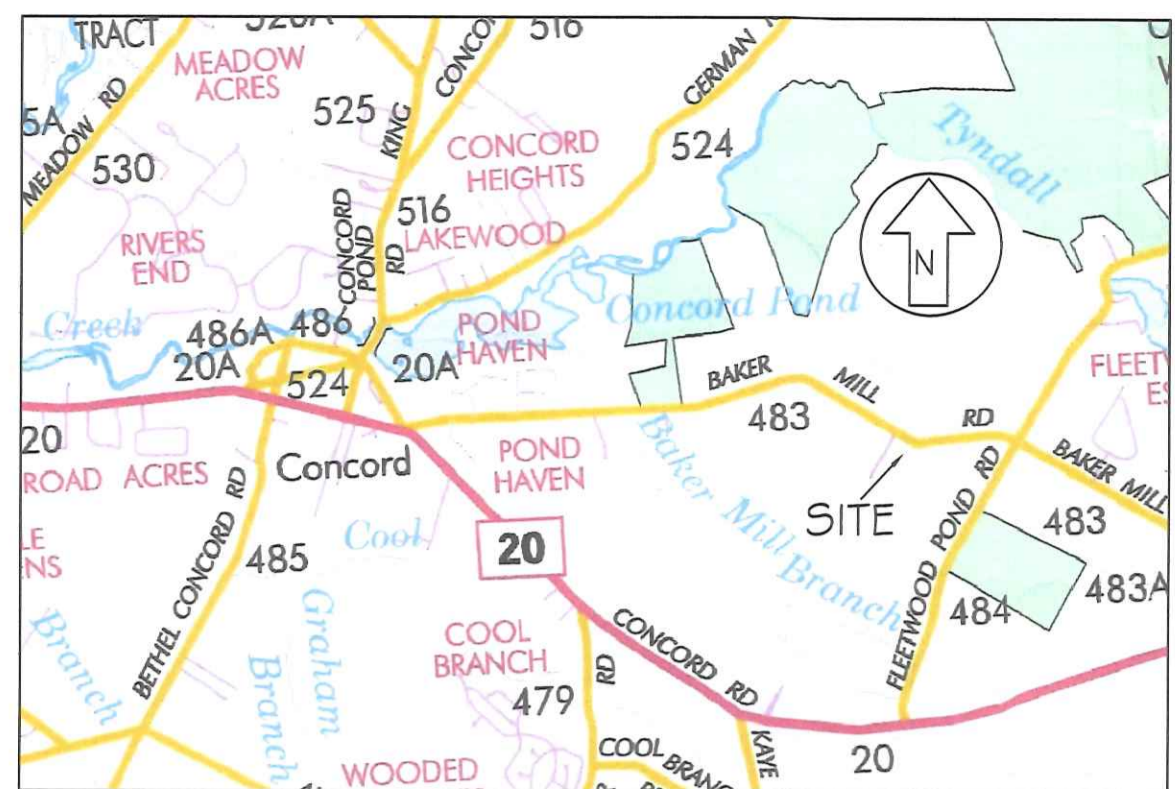 TRACT
MEADOW
ACRES
MEADOW RD
530
525
KING
516
GERMAN
524
CONCORD
HEIGHTS
Tyndall
516
LAKEWOOD
CONCORD
POND
RD
RIVERS
END
N
Creek
486A
486
20A
524
20A
POND
HAVEN
Concord Pond
BAKER MILL RD
483
20
ROAD ACRES
Concord
POND
HAVEN
Baker Mill Branch
SITE
BAKER MILL
483
483A
484
FLEETWOOD POND RD
BETHEL CONCORD RD
485
Cool
20
Branch
Graham
Branch
COOL
BRANCH
479
RD
CONCORD RD
KAYE
20
COOL BRANCH
WOODED